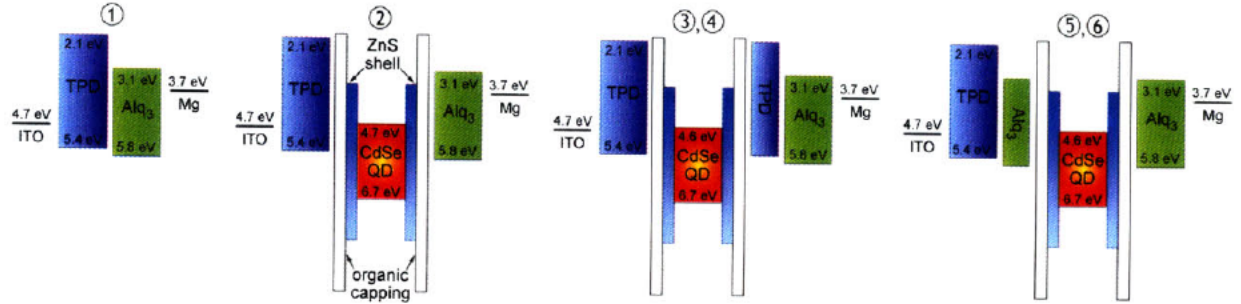 ①
2.1 eV
TPD
5.4 eV
3.1 eV
Alq₃
5.8 eV
4.7 eV
ITO
3.7 eV
Mg
②
ZnS
shell
2.1 eV
TPD
5.4 eV
4.7 eV
ITO
4.7 eV
CdSe
QD
6.7 eV
3.1 eV
Alq₃
5.8 eV
3.7 eV
Mg
organic
capping
③,④
2.1 eV
TPD
5.4 eV
4.7 eV
ITO
4.6 eV
CdSe
QD
6.7 eV
TPD
3.1 eV
Alq₃
5.8 eV
3.7 eV
Mg
⑤,⑥
2.1 eV
TPD
5.4 eV
4.7 eV
ITO
Alq₃
4.6 eV
CdSe
QD
6.7 eV
3.1 eV
Alq₃
5.8 eV
3.7 eV
Mg